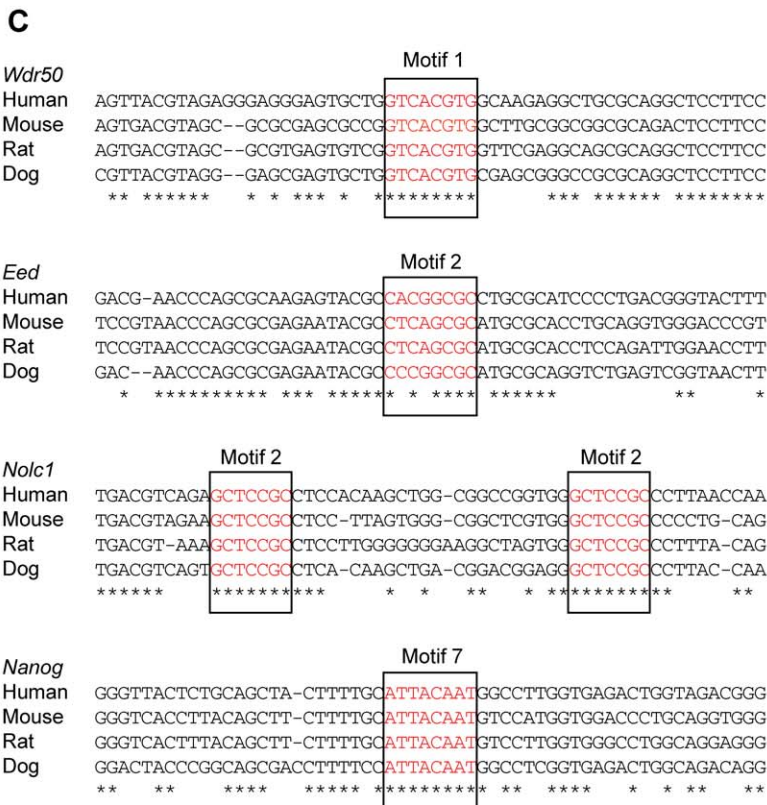 C
Motif 1
Wdr50
Human AGTTACGTAGAGGGAGGGAGTGCTGGTCACGTGGCAAGAGGCTGCGCAGGCTCCTTCC
Mouse AGTGACGTAGC--GCGCGAGCGCCGGTCACGTGGCTTGCGGCGGCGCAGACTCCTTCC
Rat AGTGACGTAGC--GCGTGAGTGTCGGTCACGTGGTTCGAGGCAGCGCAGGCTCCTTCC
Dog CGTTACGTAGG--GAGCGAGTGCTGGTCACGTGCGAGCGGGCCGCGCAGGCTCCTTCC
** ****** * * *** * ******** *** ****** ********
Motif 2
Eed
Human GACG-AACCCAGCGCAAGAGTACGCCACGGCGCCTGCGCATCCCCTGACGGGTACTTT
Mouse TCCGTAACCCAGCGCGAGAATACGCCTCAGCGCATGCGCACCTGCAGGTGGGACCCGT
Rat TCCGTAACCCAGCGCGAGAATACGCCTCAGCGCATGCGCACCTCCAGATTGGAACCTT
Dog GAC--AACCCAGCGCGAGAATACGCCCCGGCGCATGCGCAGGTCTGAGTCGGTAACTT
* ********** *** ****** * **** ****** ** *
Motif 2 Motif 2
Nolc1
Human TGACGTCAGAGCTCCGCCTCCACAAGCTGG-CGGCCGGTGGGCTCCGCCCTTAACCAA
Mouse TGACGTAGAAGCTCCGCCTCC-TTAGTGGG-CGGCTCGTGGGCTCCGCCCCCTG-CAG
Rat TGACGT-AAAGCTCCGCCTCCTTGGGGGGGAAGGCTAGTGGGCTCCGCCCTTTA-CAG
Dog TGACGTCAGTGCTCCGCCTCA-CAAGCTGA-CGGACGGAGGGCTCCGCCCTTAC-CAA
****** ********** * * ** * *********** **
Motif 7
Nanog
Human GGGTTACTCTGCAGCTA-CTTTTGCATTACAATGGCCTTGGTGAGACTGGTAGACGGG
Mouse GGGTCACCTTACAGCTT-CTTTTGCATTACAATGTCCATGGTGGACCCTGCAGGTGGG
Rat GGGTCACTTTACAGCTT-CTTTTGCATTACAATGTCCTTGGTGGGCCTGGCAGGAGGG
Dog GGACTACCCGGCAGCGACCTTTTCCATTACAATGGCCTCGGTGAGACTGGCAGACAGG
** ** **** ***** ********* ** **** * * ** **